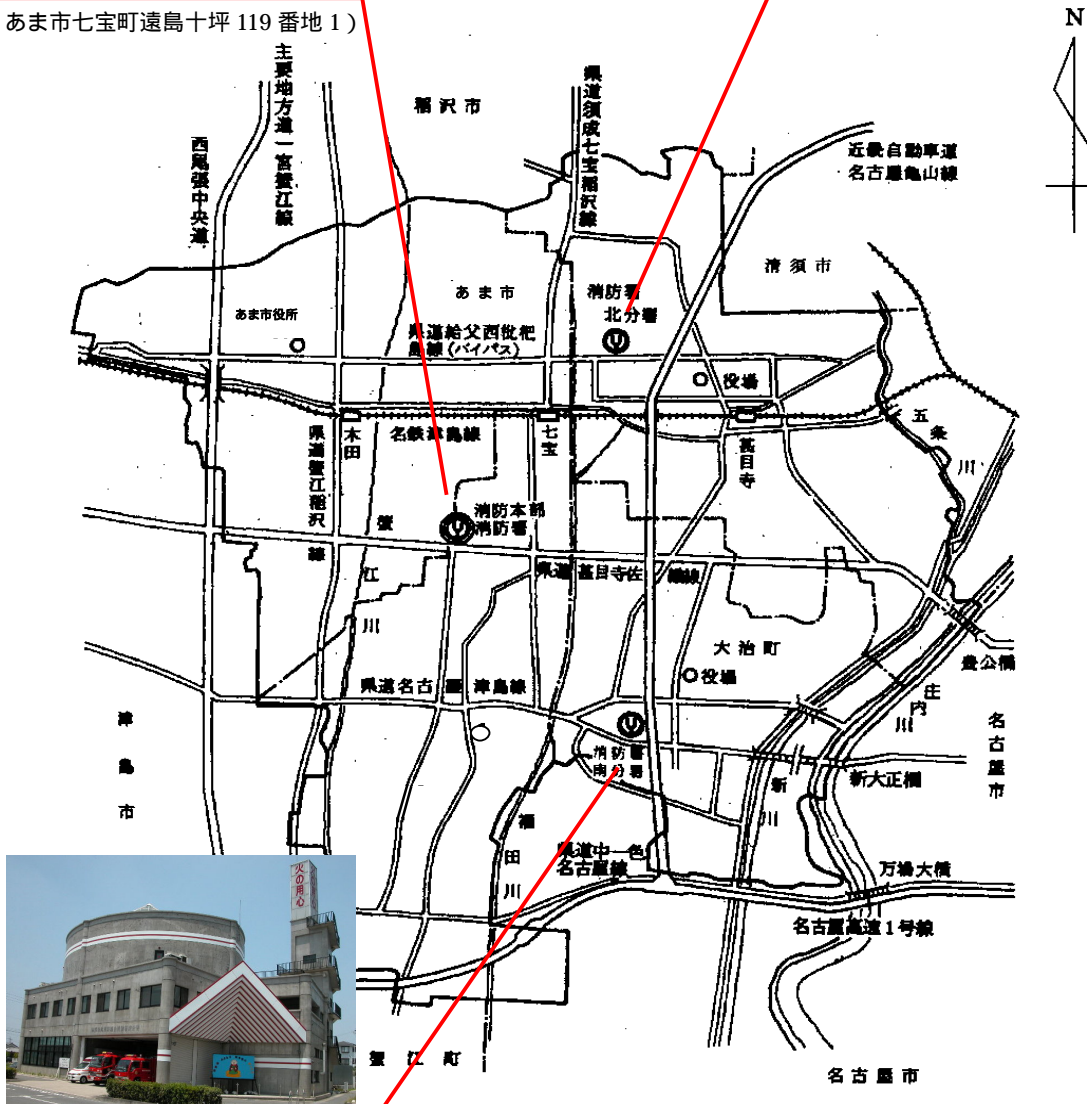 あま市七宝町遠島十坪 119 番地 1 )
N
主要地方道一宮蟹江線
稲沢市
県道須成七宝稲沢線
西尾張中央道
近畿自動車道
名古屋亀山線
清須市
あま市
消防署
北分署
あま市役所
県道給父西枇杷
島線 (バイパス)
役場
五条川
木田
名鉄津島線
七宝
甚目寺
県道蟹江稲沢線
消防本部
消防署
蟹江川
県道甚目寺佐織線
大治町
豊公橋
役場
県道名古屋津島線
庄内川
津島市
名古屋市
消防署
南分署
新川
新大正橋
福田川
県道中一色
名古屋線
万場大橋
火の用心
名古屋高速1号線
蟹江町
名古屋市